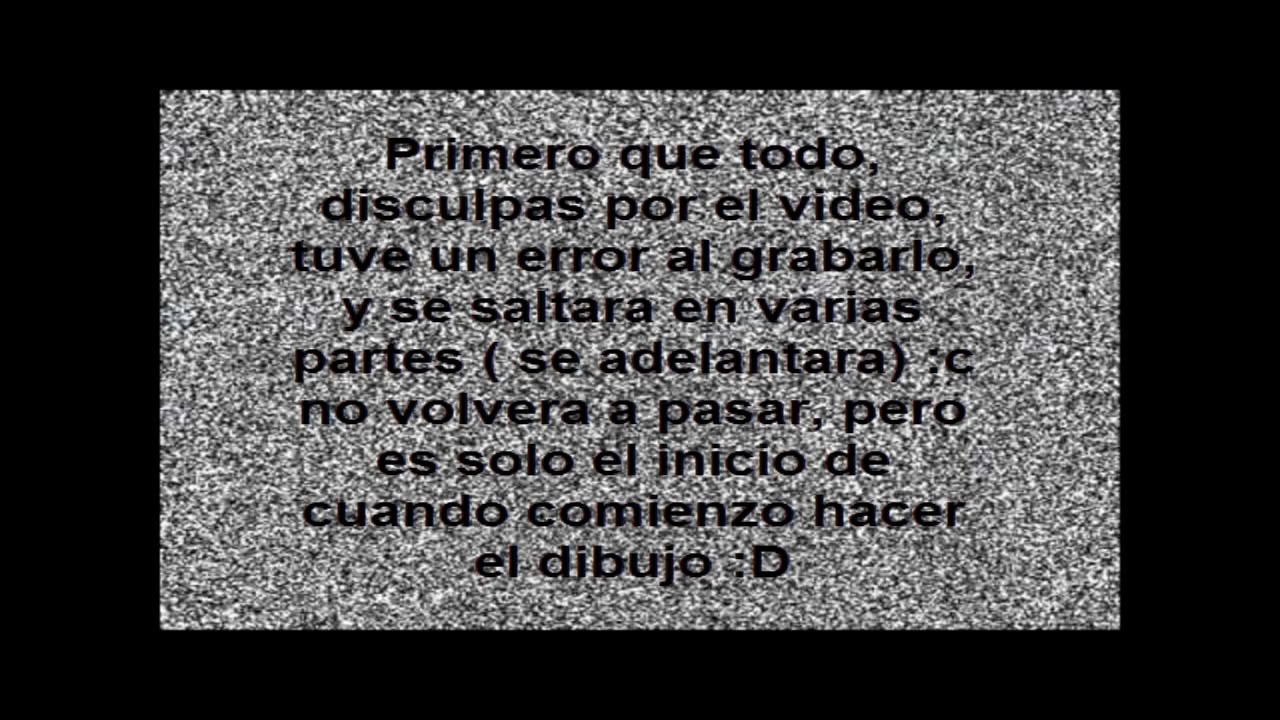 Primero que todo,
disculpas por el video,
tuve un error al grabarlo,
y se saltara en varias
partes ( se adelantara) :c
no volvera a pasar, pero
es solo el inicio de
cuando comienzo hacer
el dibujo :D